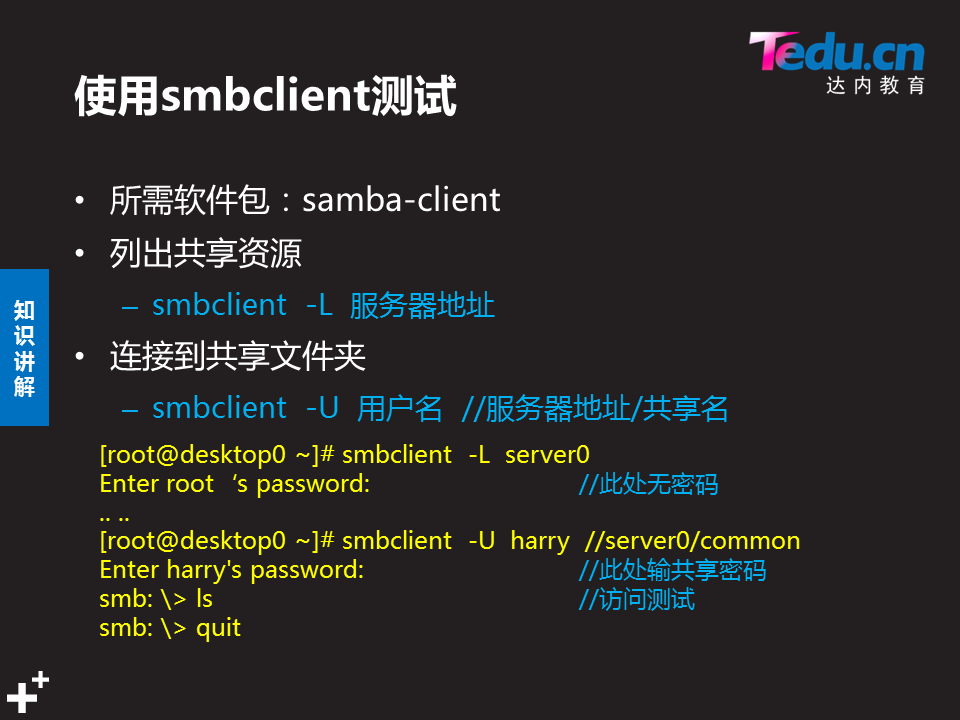 Tedu.cn
达内教育
使用smbclient测试
• 所需软件包：samba-client
• 列出共享资源
– smbclient -L 服务器地址
• 连接到共享文件夹
– smbclient -U 用户名 //服务器地址/共享名
知识讲解
[root@desktop0 ~]# smbclient -L server0
Enter root ‘s password: //此处无密码
.. ..
[root@desktop0 ~]# smbclient -U harry //server0/common
Enter harry's password: //此处输共享密码
smb: \> ls //访问测试
smb: \> quit